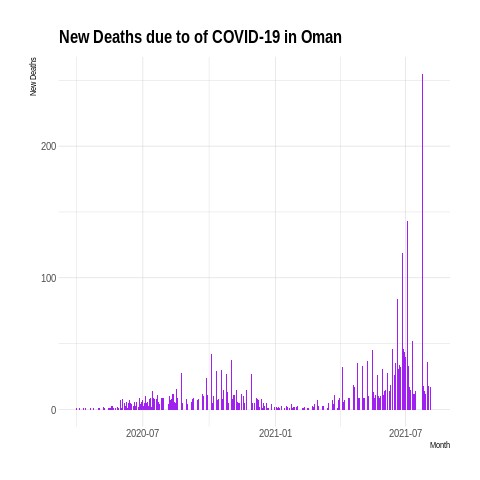 New Deaths due to of COVID-19 in Oman
New Deaths
200
100
0
2020-07
2021-01
2021-07
Month